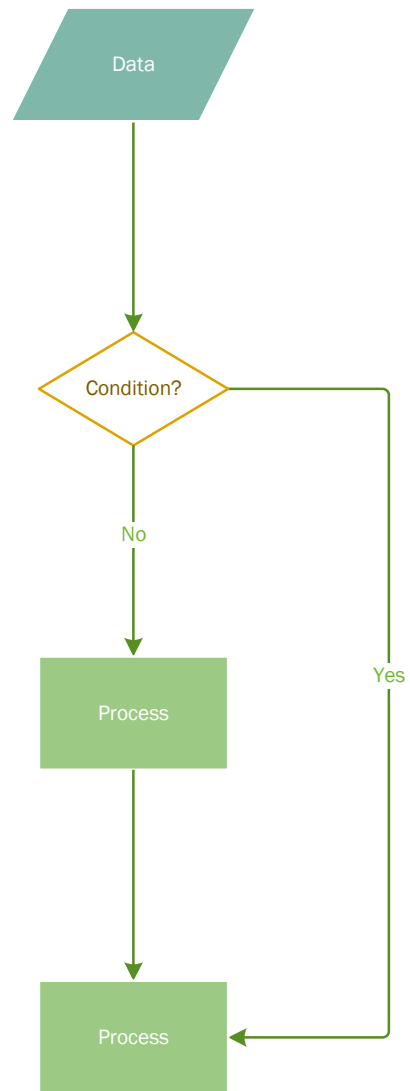 Data
Condition?
No
Process
Yes
Process